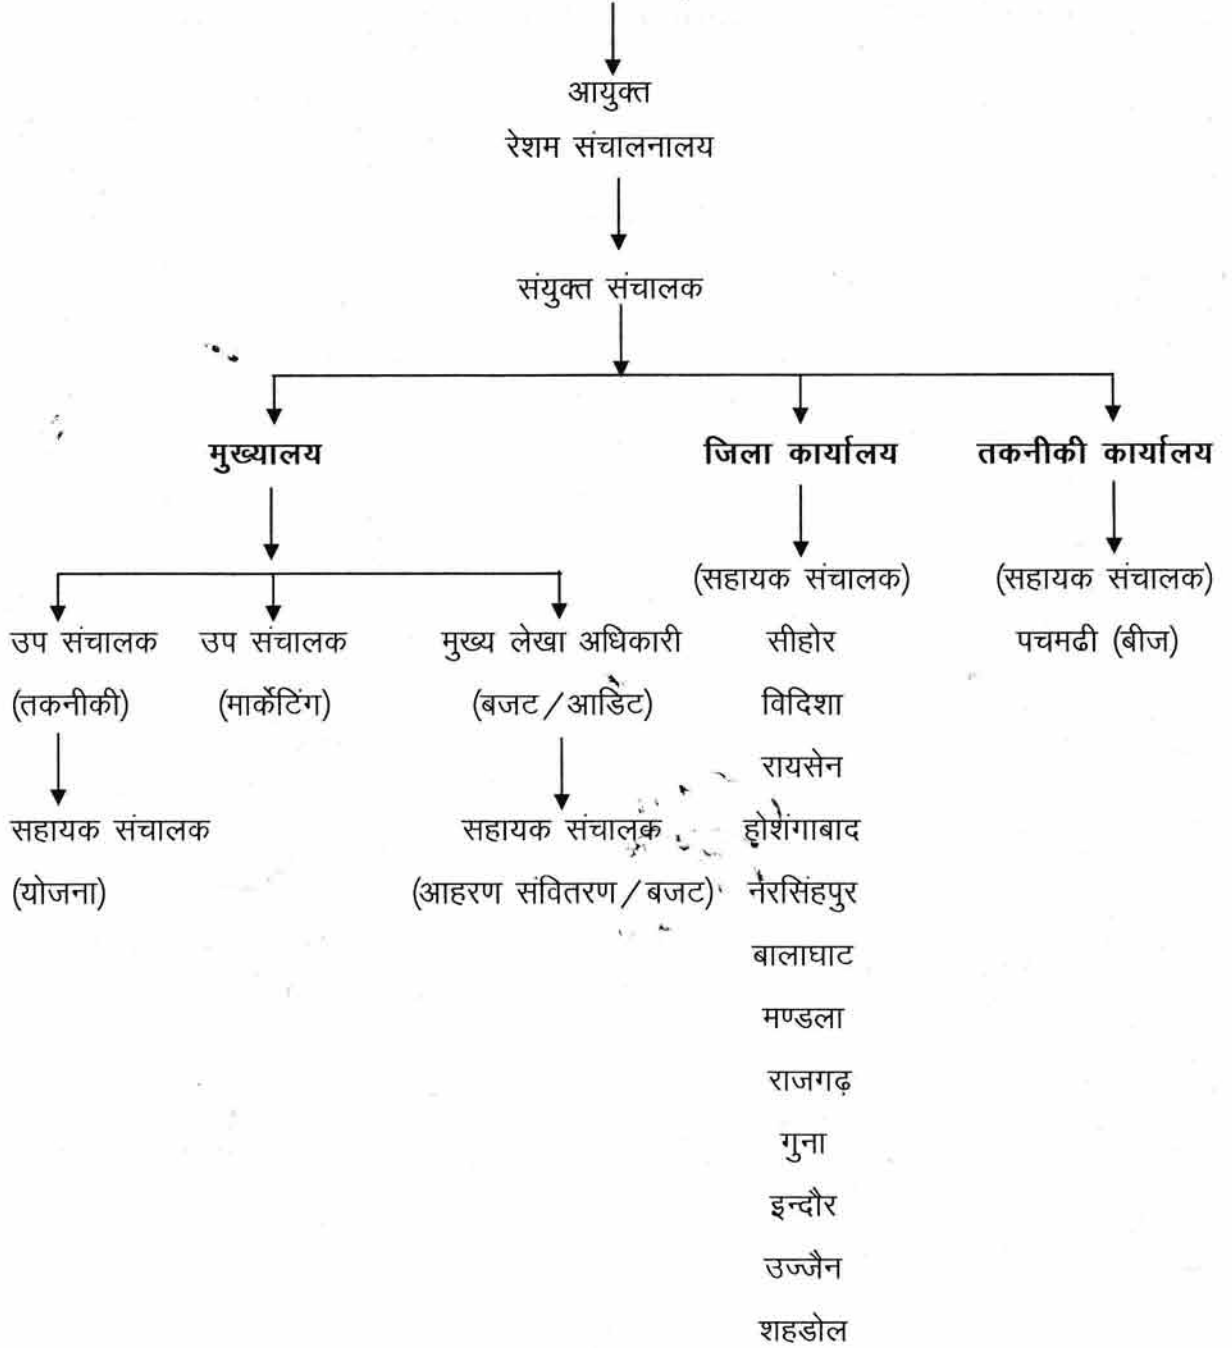 आयुक्त
रेशम संचालनालय
संयुक्त संचालक
मुख्यालय
जिला कार्यालय
तकनीकी कार्यालय
(सहायक संचालक)
(सहायक संचालक)
उप संचालक
उप संचालक
मुख्य लेखा अधिकारी
सीहोर
पचमढी (बीज)
(तकनीकी)
(मार्केटिंग)
(बजट/आडिट)
विदिशा
रायसेन
सहायक संचालक
सहायक संचालक
होशंगाबाद
(योजना)
(आहरण संवितरण/बजट)
नरसिंहपुर
बालाघाट
मण्डला
राजगढ़
गुना
इन्दौर
उज्जैन
शहडोल